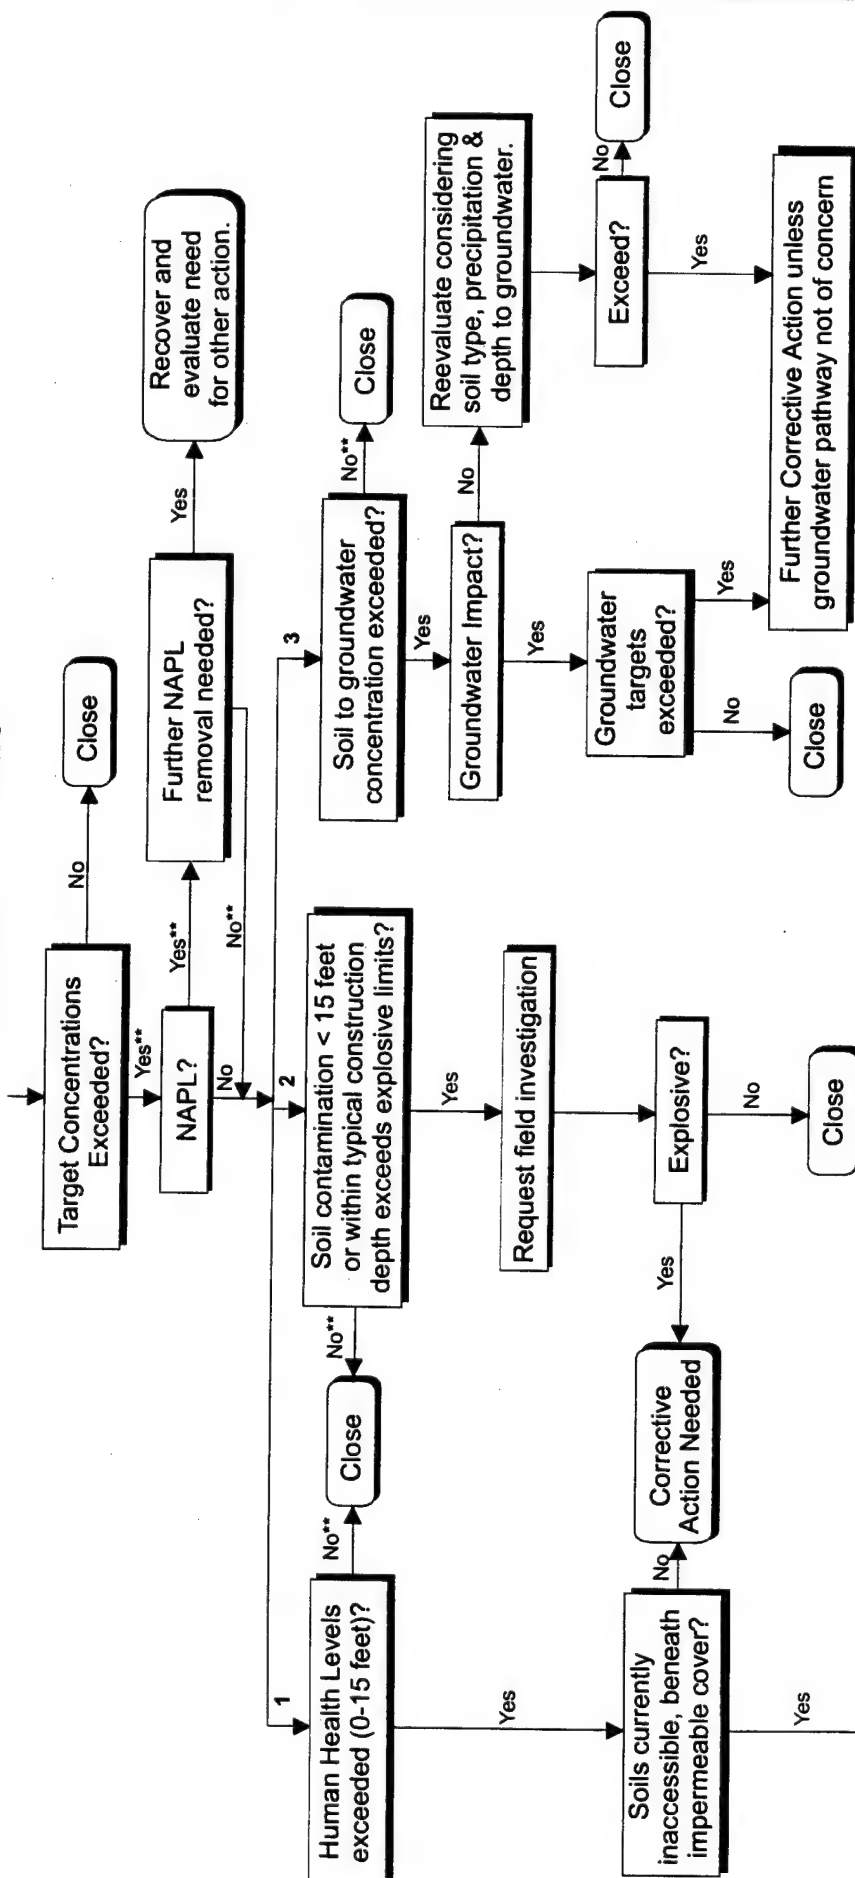 Target Concentrations
Exceeded?
No
Close
Yes**
NAPL?
Yes**
Further NAPL
removal needed?
Yes
Recover and
evaluate need
for other action.
No
No**
1
2
3
Human Health Levels
exceeded (0-15 feet)?
No**
Close
No**
Soil contamination < 15 feet
or within typical construction
depth exceeds explosive limits?
Soil to groundwater
concentration exceeded?
No**
Close
Yes
Yes
Yes
Request field investigation
Groundwater Impact?
No
Reevaluate considering
soil type, precipitation &
depth to groundwater.
Yes
Soils currently
inaccessible, beneath
impermeable cover?
No
Corrective
Action Needed
Yes
Explosive?
No
Close
Groundwater
targets
exceeded?
No
Close
Yes
Exceed?
No
Close
Yes
Further Corrective Action unless
groundwater pathway not of concern
Yes